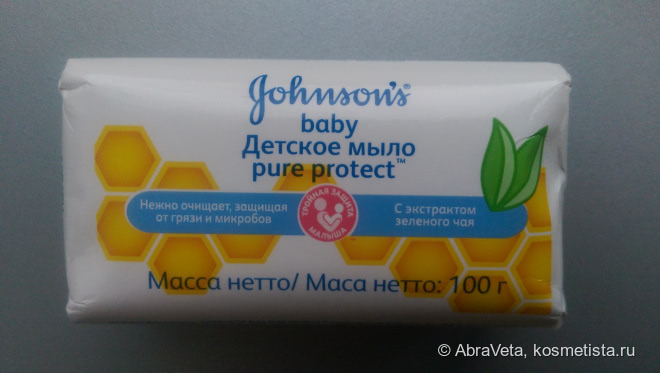 Johnson's®
baby
Детское мыло
pure protect™
Нежно очищает, защищая
от грязи и микробов
ТРОЙНАЯ ЗАЩИТА
МАЛЫША
С экстрактом
зеленого чая
Масса нетто/ Маса нетто: 100 г
© AbraVeta, kosmetista.ru